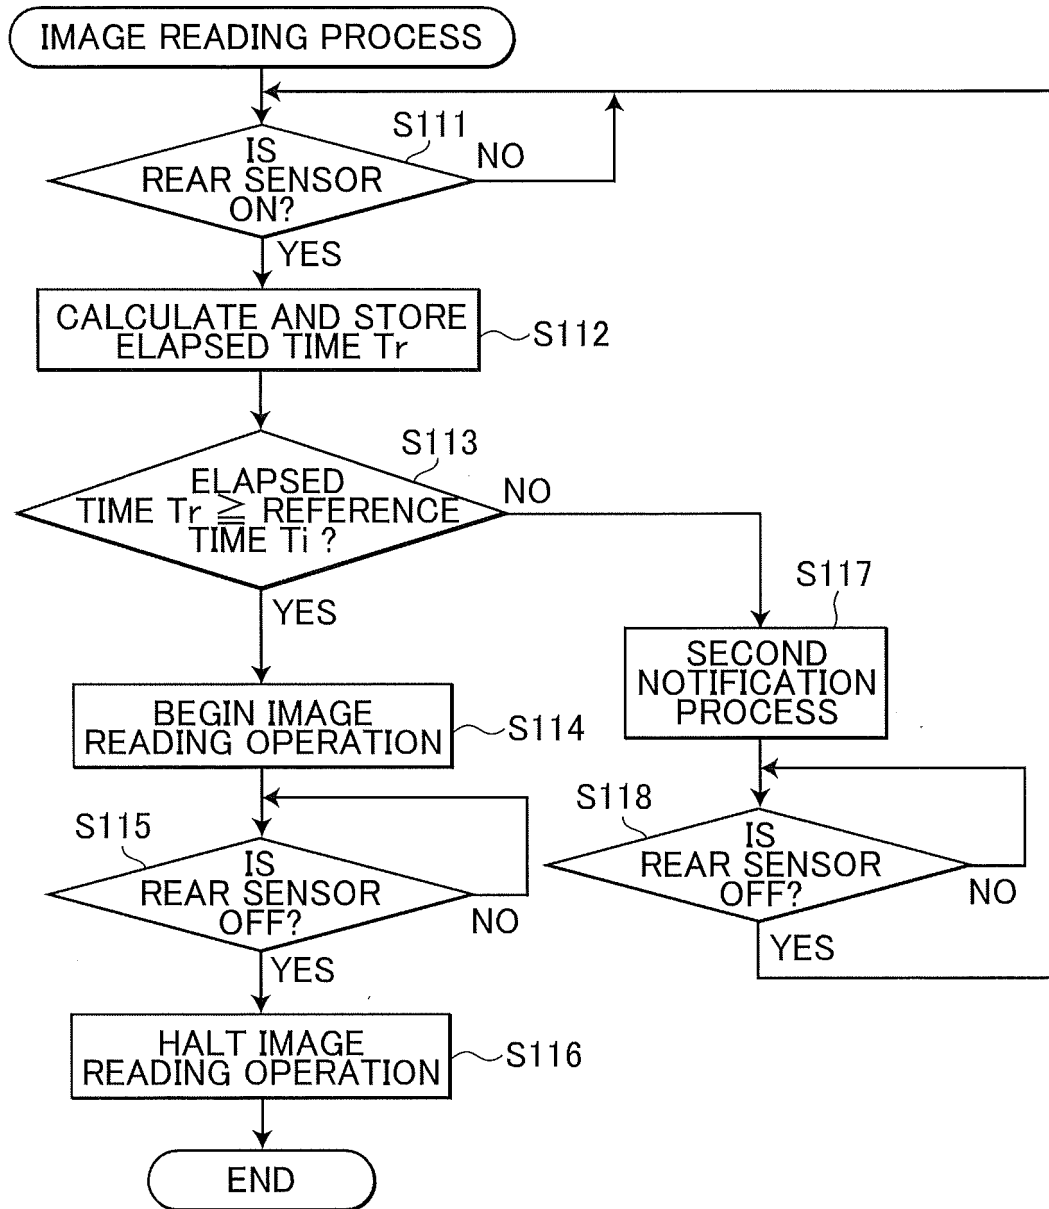 IMAGE READING PROCESS
S111
IS
REAR SENSOR
ON?
NO
YES
CALCULATE AND STORE
ELAPSED TIME Tr
S112
S113
ELAPSED
TIME Tr ≧ REFERENCE
TIME Ti ?
NO
YES
S117
SECOND
NOTIFICATION
PROCESS
BEGIN IMAGE
READING OPERATION
S114
S118
IS
REAR SENSOR
OFF?
NO
YES
S115
IS
REAR SENSOR
OFF?
NO
YES
HALT IMAGE
READING OPERATION
S116
END